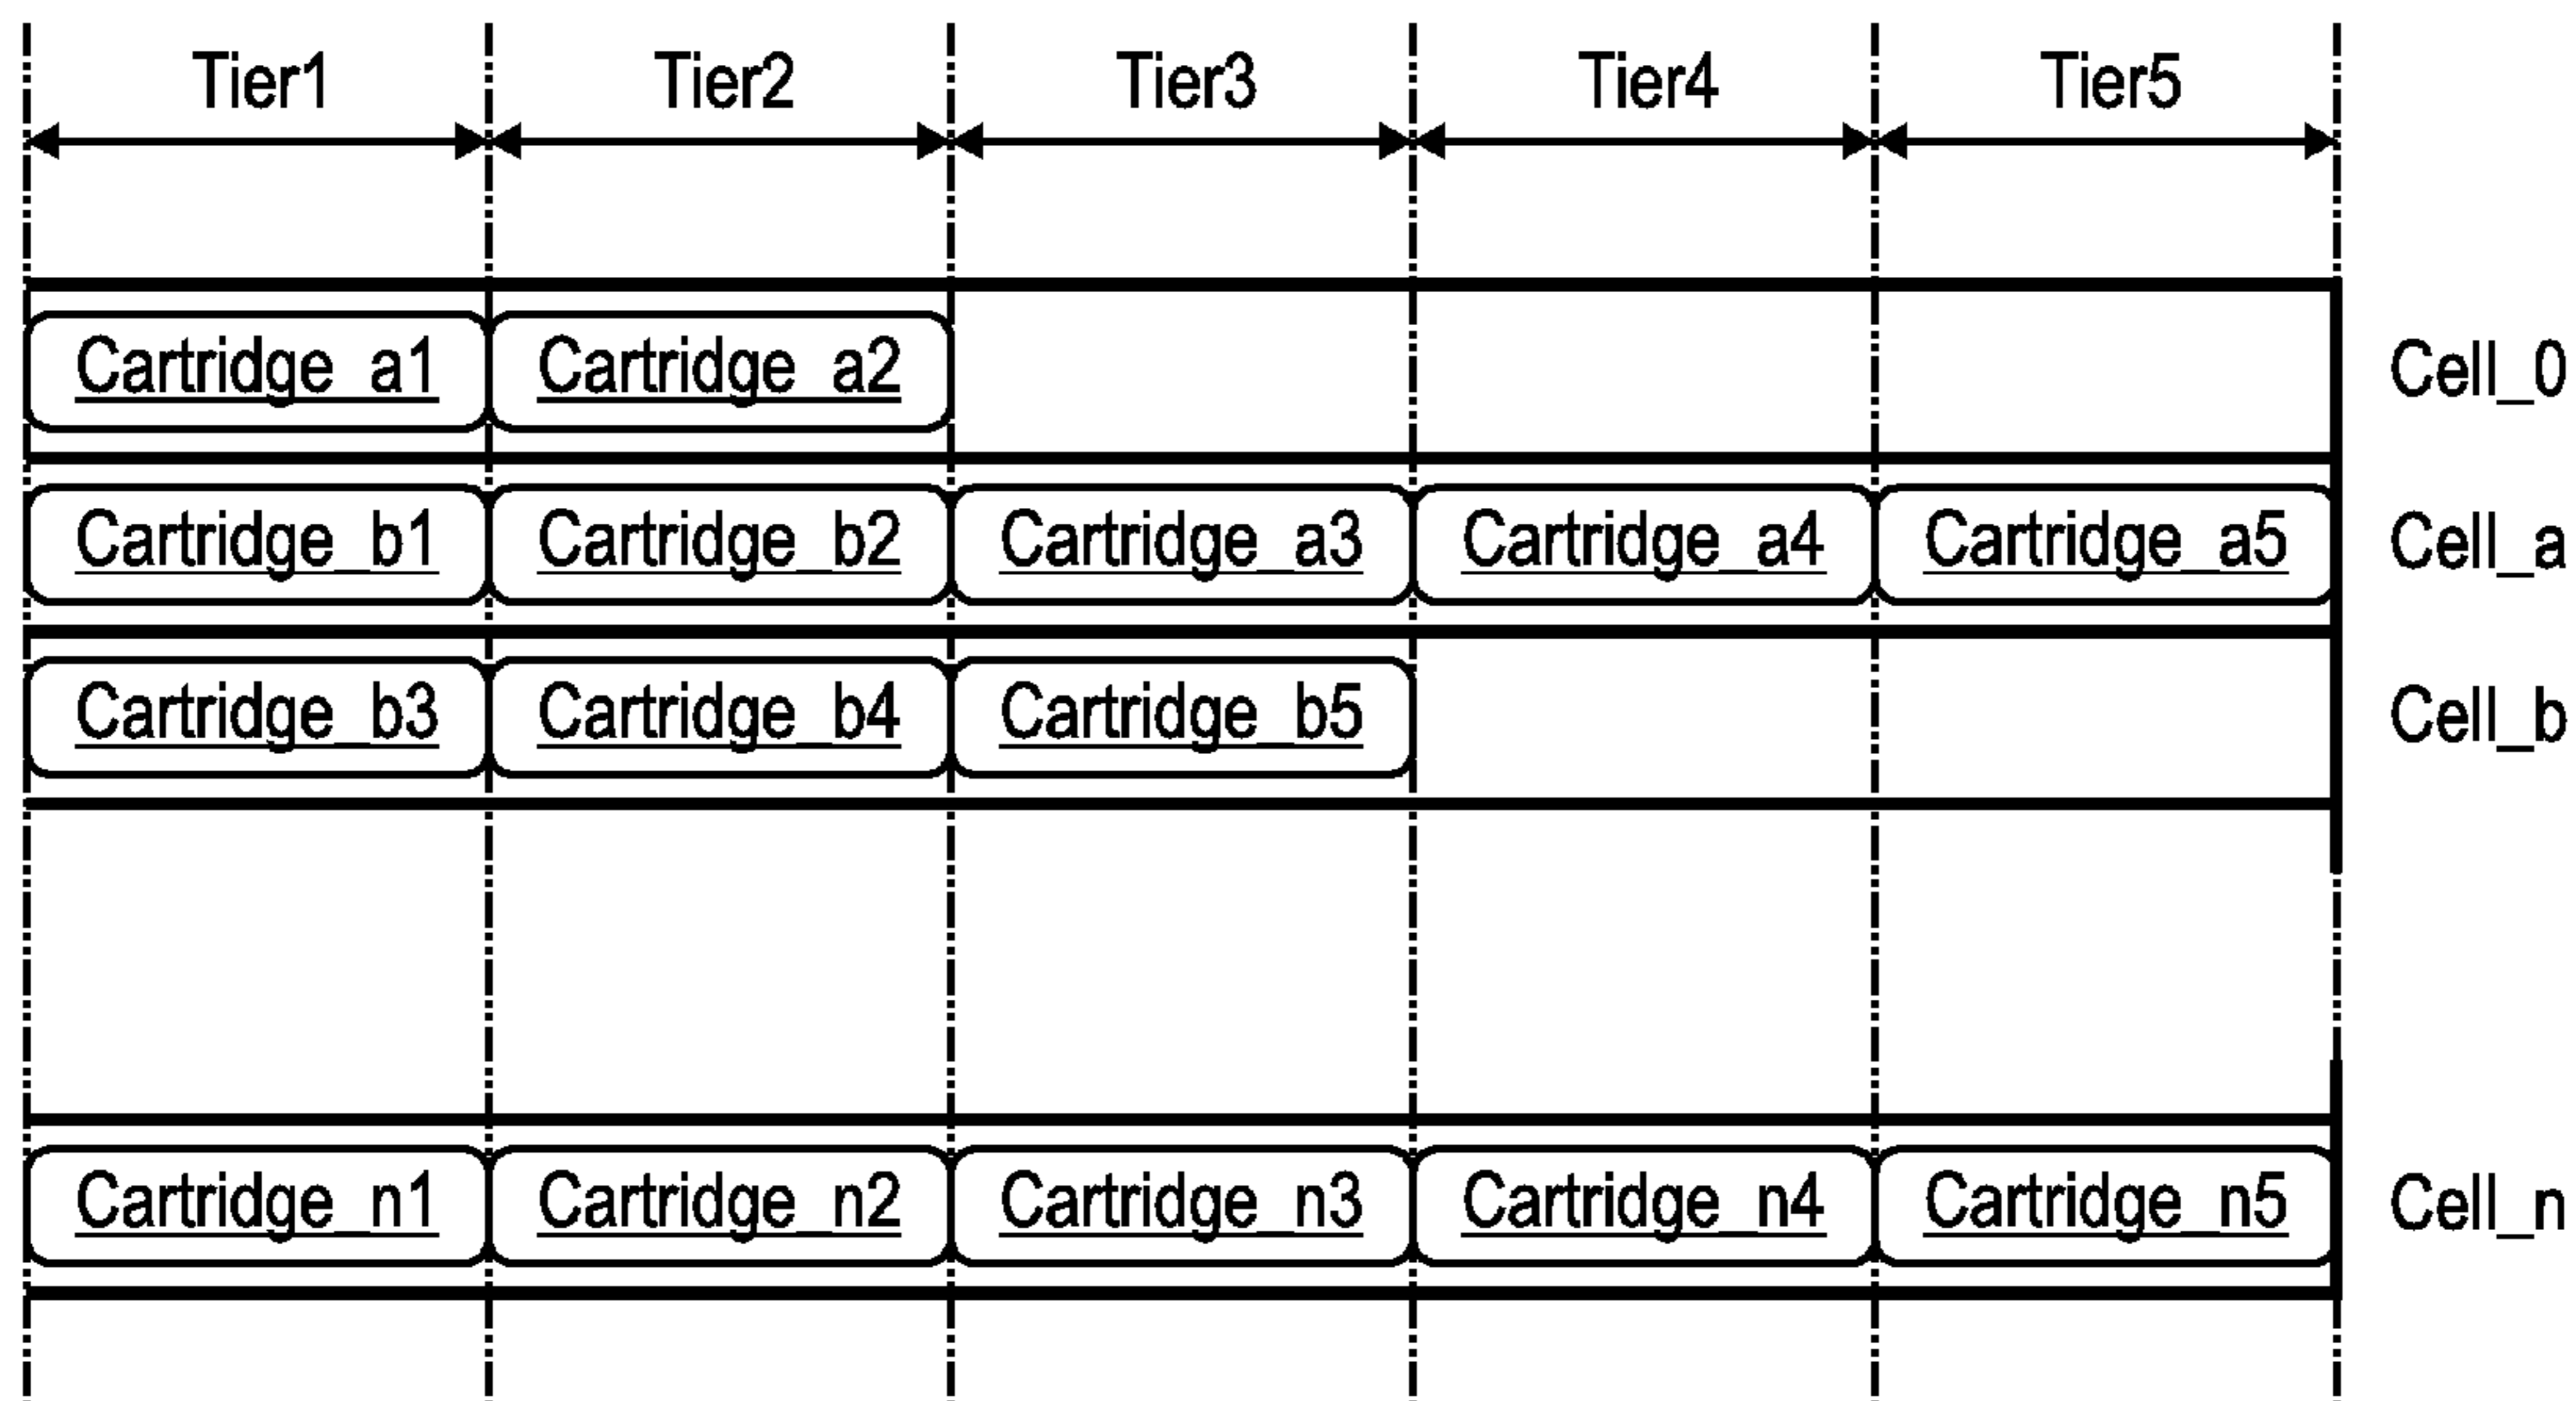 Tier1 Tier2 Tier3 Tier4 Tier5
Cartridge_a1 Cartridge_a2 Cell_0
Cartridge_b1 Cartridge_b2 Cartridge_a3 Cartridge_a4 Cartridge_a5 Cell_a
Cartridge_b3 Cartridge_b4 Cartridge_b5 Cell_b
Cartridge_n1 Cartridge_n2 Cartridge_n3 Cartridge_n4 Cartridge_n5 Cell_n